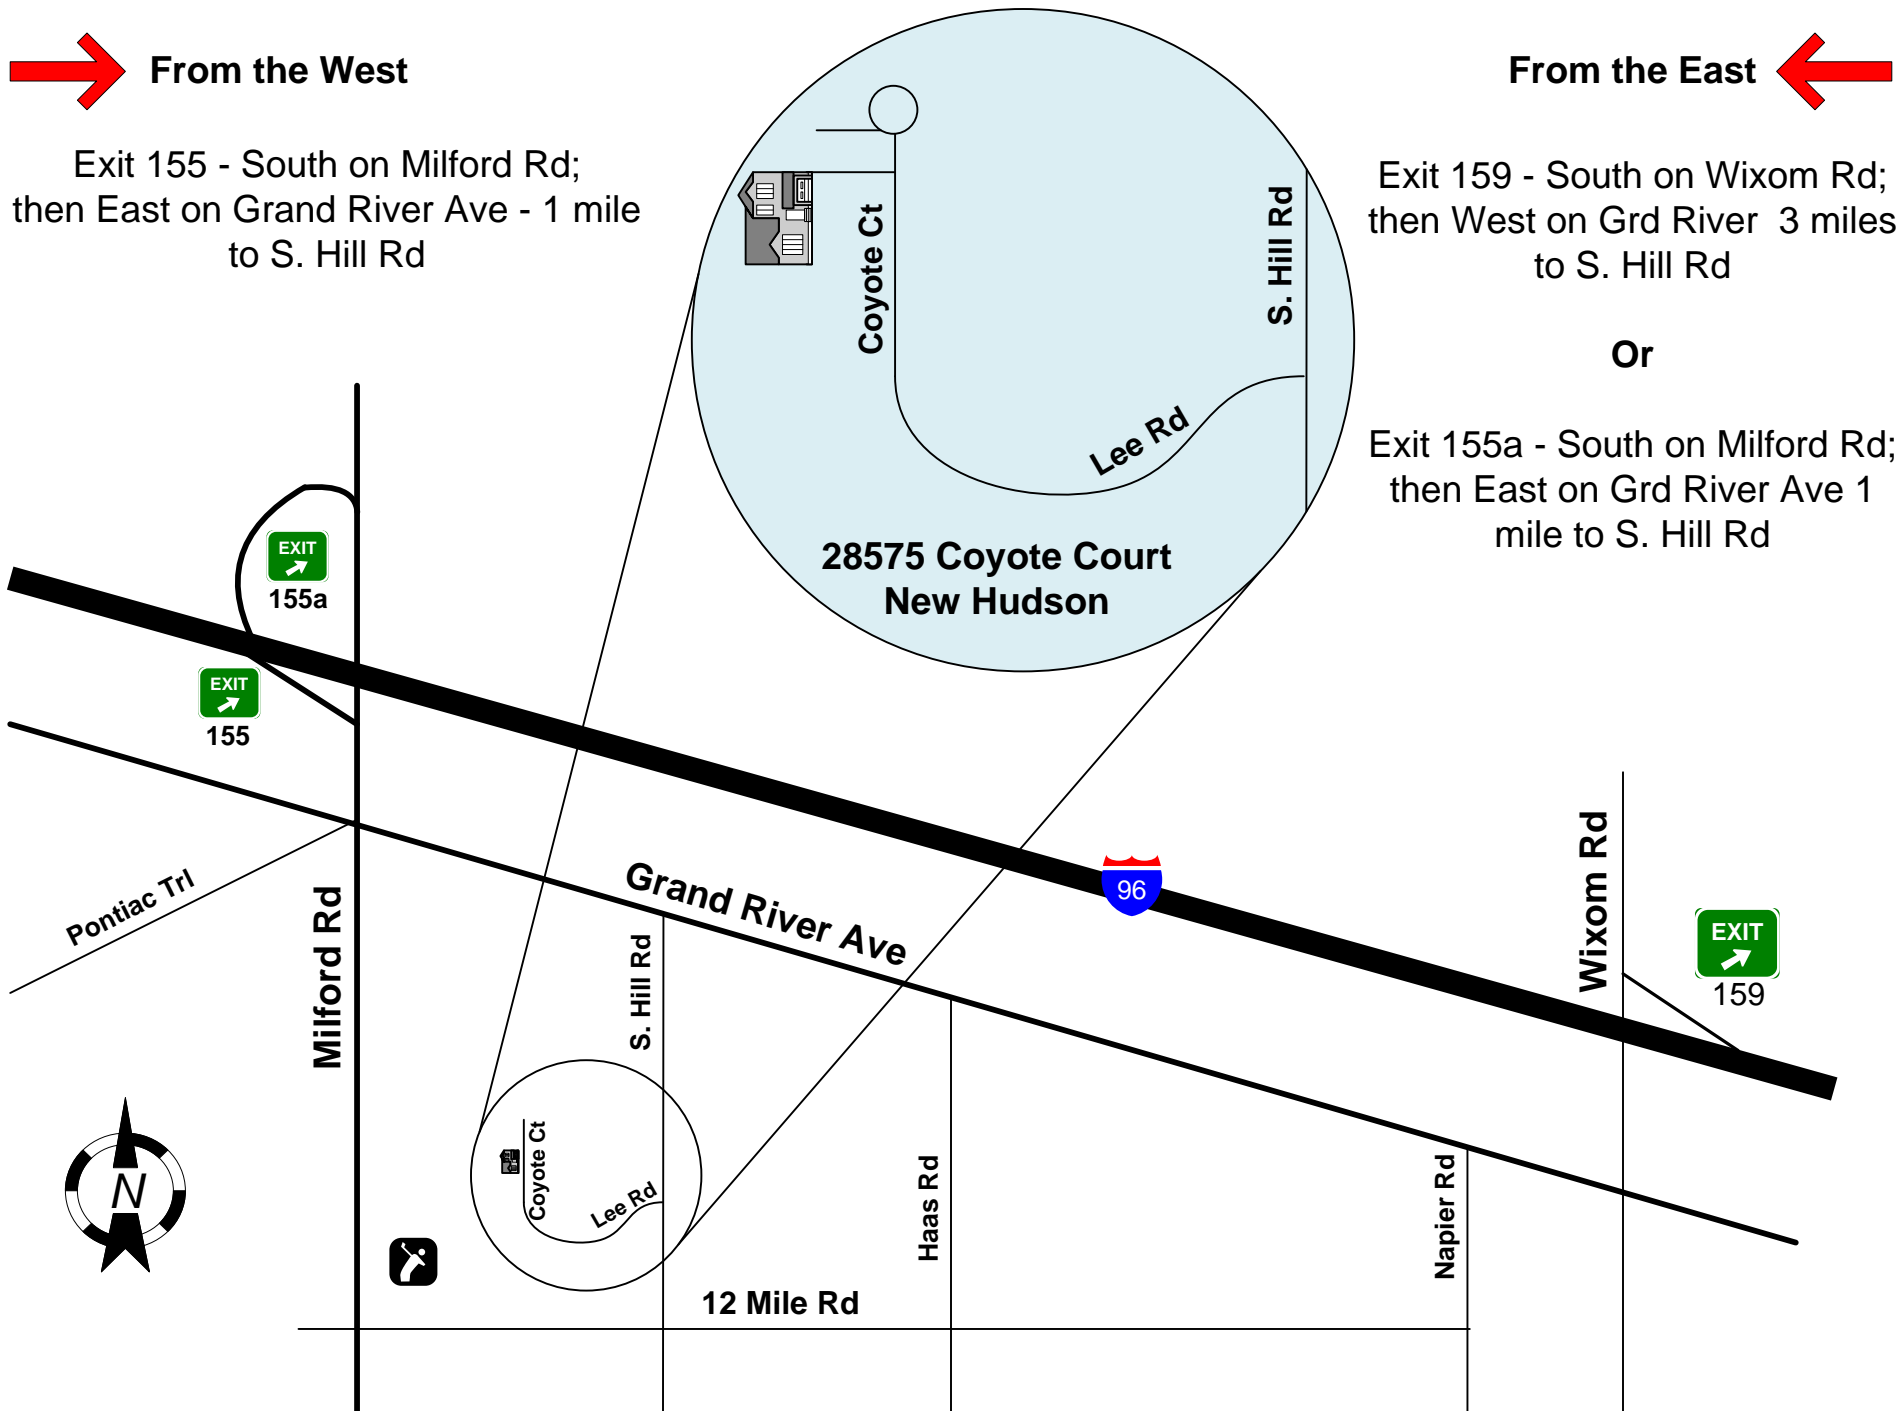 From the West
Exit 155 - South on Milford Rd;
then East on Grand River Ave - 1 mile
to S. Hill Rd
From the East
Exit 159 - South on Wixom Rd;
then West on Grd River 3 miles
to S. Hill Rd
Or
Exit 155a - South on Milford Rd;
then East on Grd River Ave 1
mile to S. Hill Rd
Coyote Ct
S. Hill Rd
Lee Rd
28575 Coyote Court
New Hudson
EXIT
155a
EXIT
155
Pontiac Trl
Milford Rd
Grand River Ave
96
Wixom Rd
EXIT
159
S. Hill Rd
Coyote Ct
Lee Rd
Haas Rd
Napier Rd
N
12 Mile Rd